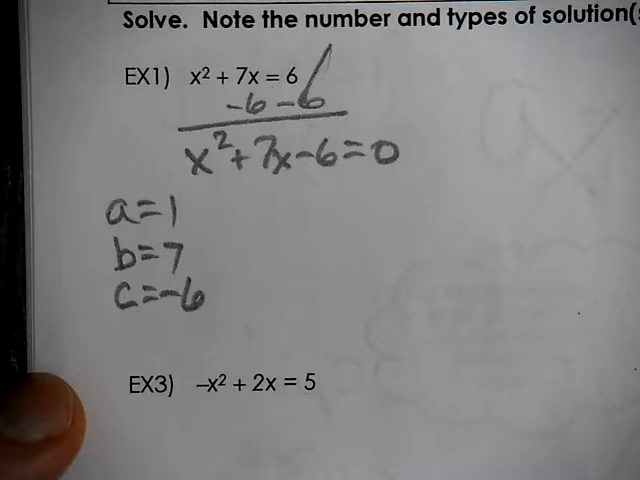 Solve. Note the number and types of solution(
EX1) x² + 7x = 6
-6 -6
x²+7x-6=0
a=1
b=7
c=-6
EX3) –x² + 2x = 5